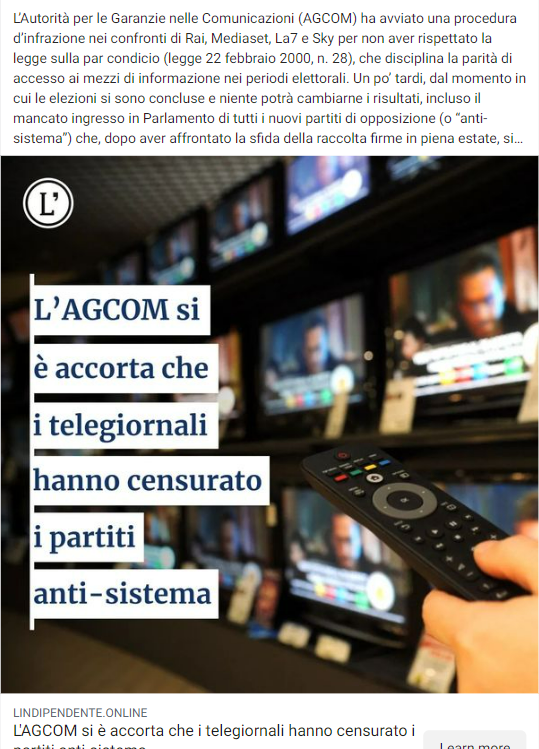 L'Autorità per le Garanzie nelle Comunicazioni (AGCOM) ha avviato una procedura
d'infrazione nei confronti di Rai, Mediaset, La7 e Sky per non aver rispettato la
legge sulla par condicio (legge 22 febbraio 2000, n. 28), che disciplina la parità di
accesso ai mezzi di informazione nei periodi elettorali. Un po' tardi, dal momento in
cui le elezioni si sono concluse e niente potrà cambiarne i risultati, incluso il
mancato ingresso in Parlamento di tutti i nuovi partiti di opposizione (o “anti-
sistema”) che, dopo aver affrontato la sfida della raccolta firme in piena estate, si...
L'
L'AGCOM si
è accorta che
i telegiornali
hanno censurato
i partiti
anti-sistema
LINDIPENDENTE.ONLINE
L'AGCOM si è accorta che i telegiornali hanno censurato i
partiti anti-sistema
Learn more